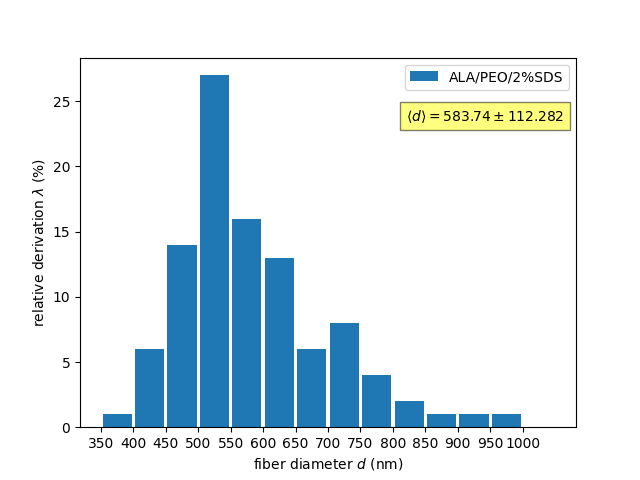 ALA/PEO/2%SDS
⟨d⟩ = 583.74 ± 112.282
relative derivation λ (%)
25
20
15
10
5
0
350 400 450 500 550 600 650 700 750 800 850 900 950 1000
fiber diameter d (nm)